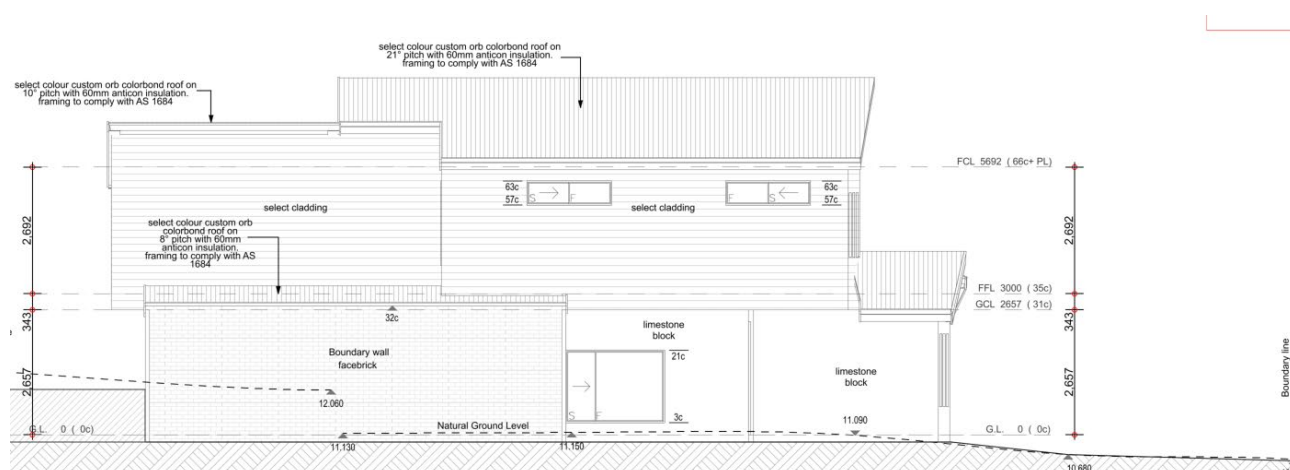 select colour custom orb colorbond roof on
21° pitch with 60mm anticon insulation.
framing to comply with AS 1684
select colour custom orb colorbond roof on
10° pitch with 60mm anticon insulation.
framing to comply with AS 1684
FCL 5692 ( 66c+ PL)
63c
57c
S
F
F
S
63c
57c
select cladding
select cladding
select colour custom orb
colorbond roof on
8° pitch with 60mm
anticon insulation.
framing to comply with AS
1684
2,692
2,692
FFL 3000 ( 35c)
GCL 2657 ( 31c)
343
343
32c
limestone
block
Boundary wall
facebrick
21c
limestone
block
2,657
2,657
12.060
S
F
3c
11.090
Natural Ground Level
G.L. 0 ( 0c)
G.L. 0 ( 0c)
11.130
11.150
10.680
Boundary line